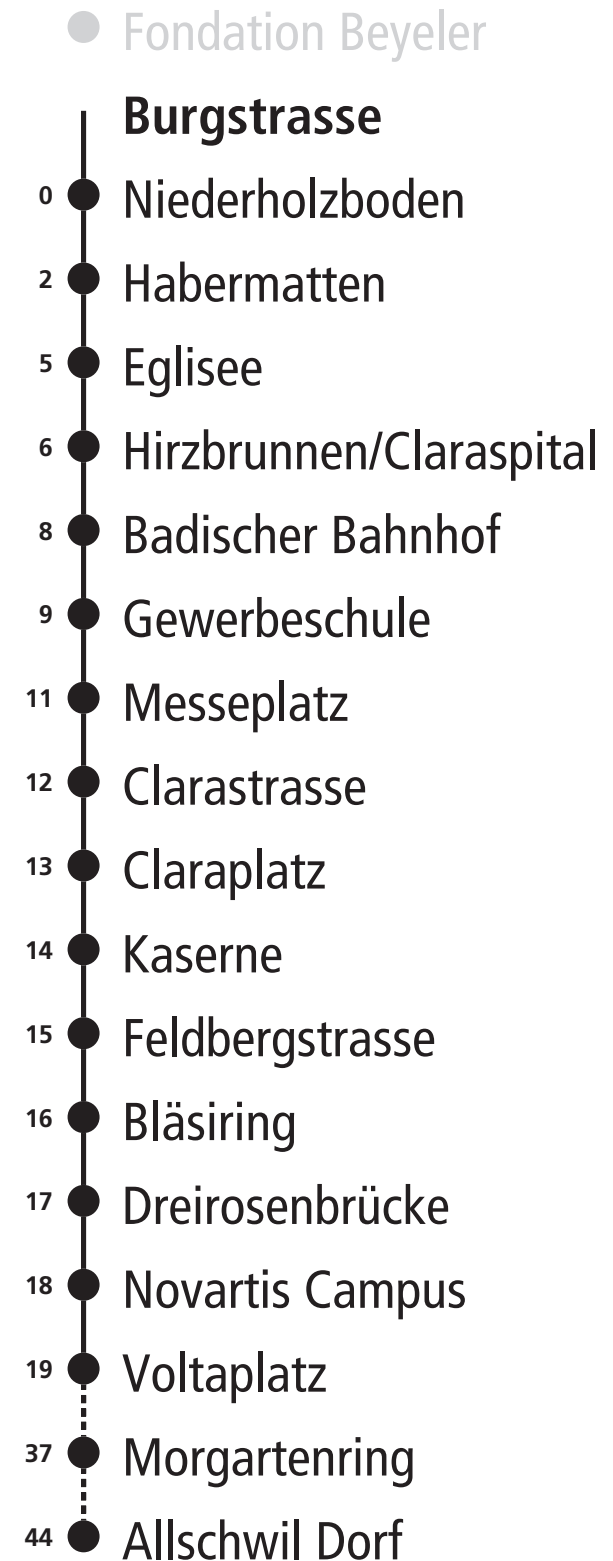 Fondation Beyeler
Burgstrasse
0 Niederholzboden
2 Habermatten
5 Eglisee
6 Hirzbrunnen/Claraspital
8 Badischer Bahnhof
9 Gewerbeschule
11 Messeplatz
12 Clarastrasse
13 Claraplatz
14 Kaserne
15 Feldbergstrasse
16 Bläsiring
17 Dreirosenbrücke
18 Novartis Campus
19 Voltaplatz
37 Morgartenring
44 Allschwil Dorf